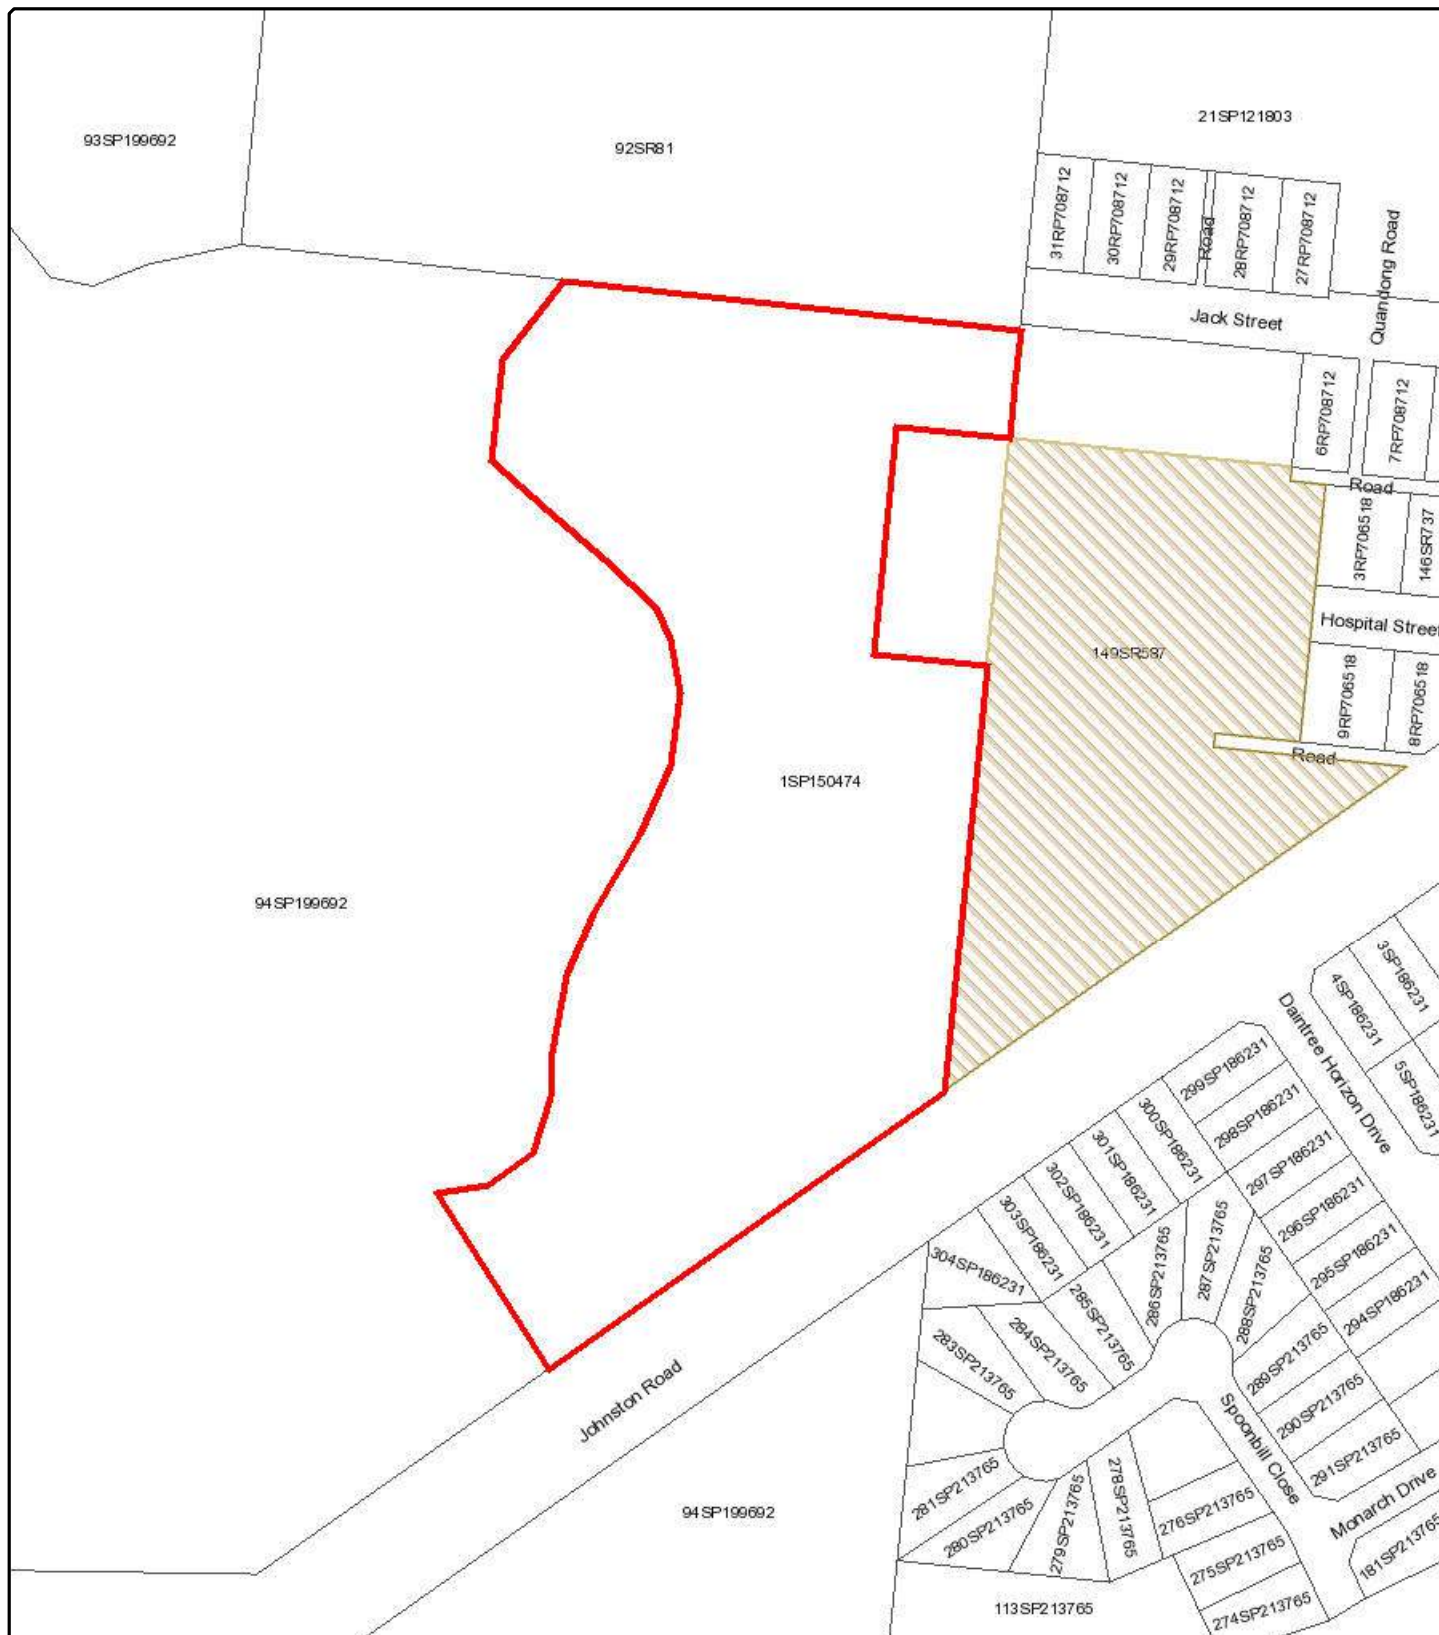 21SP121803
93SP199692
92SR81
31RP708712
30RP708712
29RP708712
Road
28RP708712
27RP708712
Quandong Road
Jack Street
6RP708712
7RP708712
Road
3RP706518
146SR737
Hospital Street
149SR587
9RP706518
8RP706518
Road
1SP150474
94SP199692
3SP186231
4SP186231
5SP186231
Daintree Horizon Drive
299SP186231
298SP186231
297SP186231
296SP186231
295SP186231
294SP186231
300SP186231
301SP186231
302SP186231
303SP186231
304SP186231
285SP213765
286SP213765
287SP213765
288SP213765
284SP213765
283SP213765
289SP213765
290SP213765
291SP213765
Johnston Road
Spoonbill Close
Monarch Drive
281SP213765
280SP213765
279SP213765
278SP213765
276SP213765
275SP213765
274SP213765
181SP213765
94SP199692
113SP213765